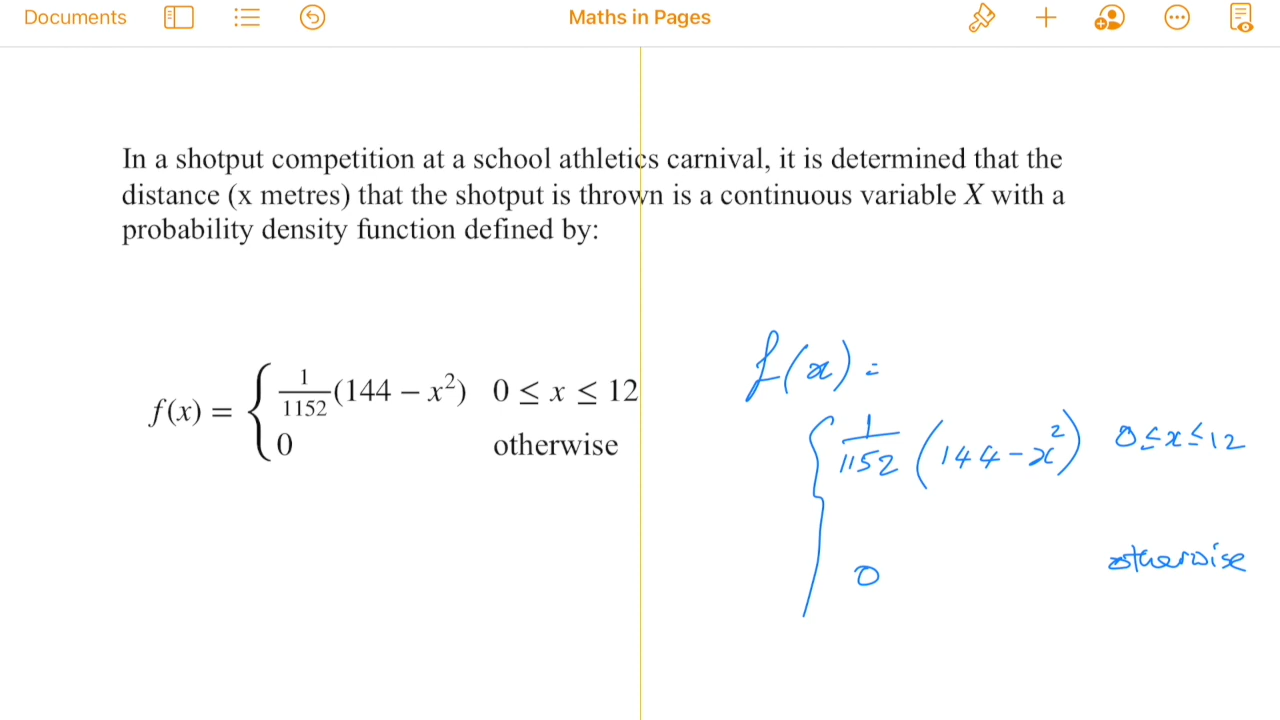 Documents
Maths in Pages
In a shotput competition at a school athletics carnival, it is determined that the
distance (x metres) that the shotput is thrown is a continuous variable X with a
probability density function defined by:
f(x) = { 1/1152 (144 – x²) 0 ≤ x ≤ 12
0 otherwise
f(x) =
{ 1/1152 (144 – x²) 0 ≤ x ≤ 12
0 otherwise